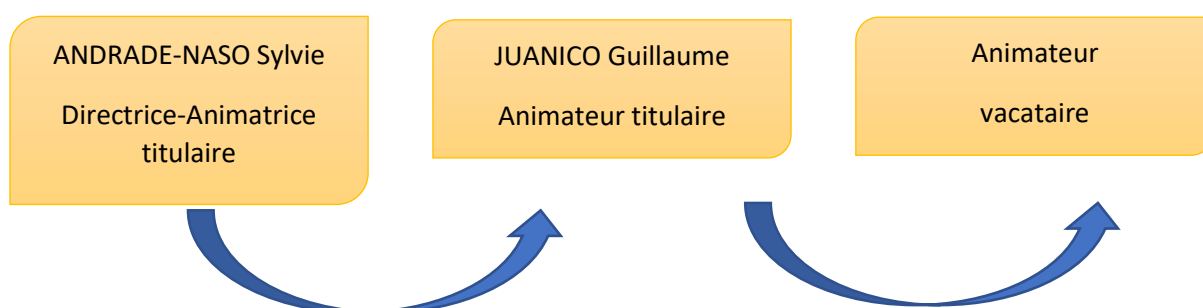 ANDRADE-NASO Sylvie
Directrice-Animatrice
titulaire
JUANICO Guillaume
Animateur titulaire
Animateur
vacataire